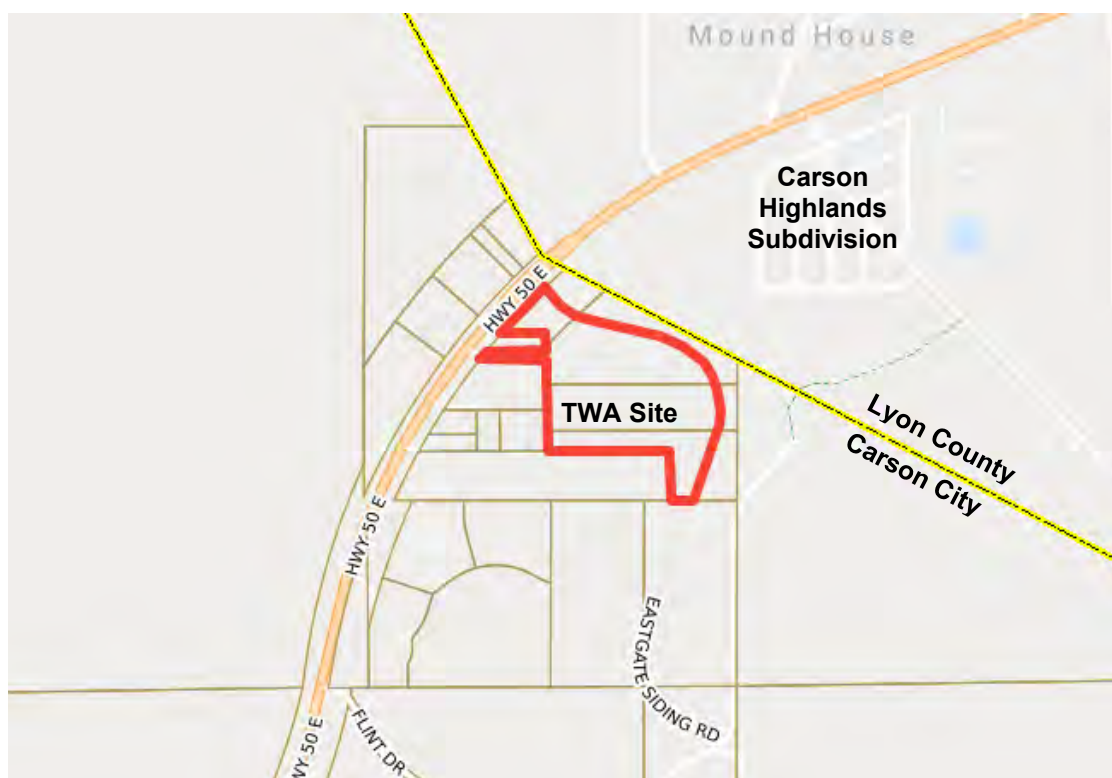 Mound House
Carson
Highlands
Subdivision
HWY 50 E
TWA Site
Lyon County
Carson City
HWY 50 E
EASTGATE SIDING RD
FLINT DR
WY 50 E